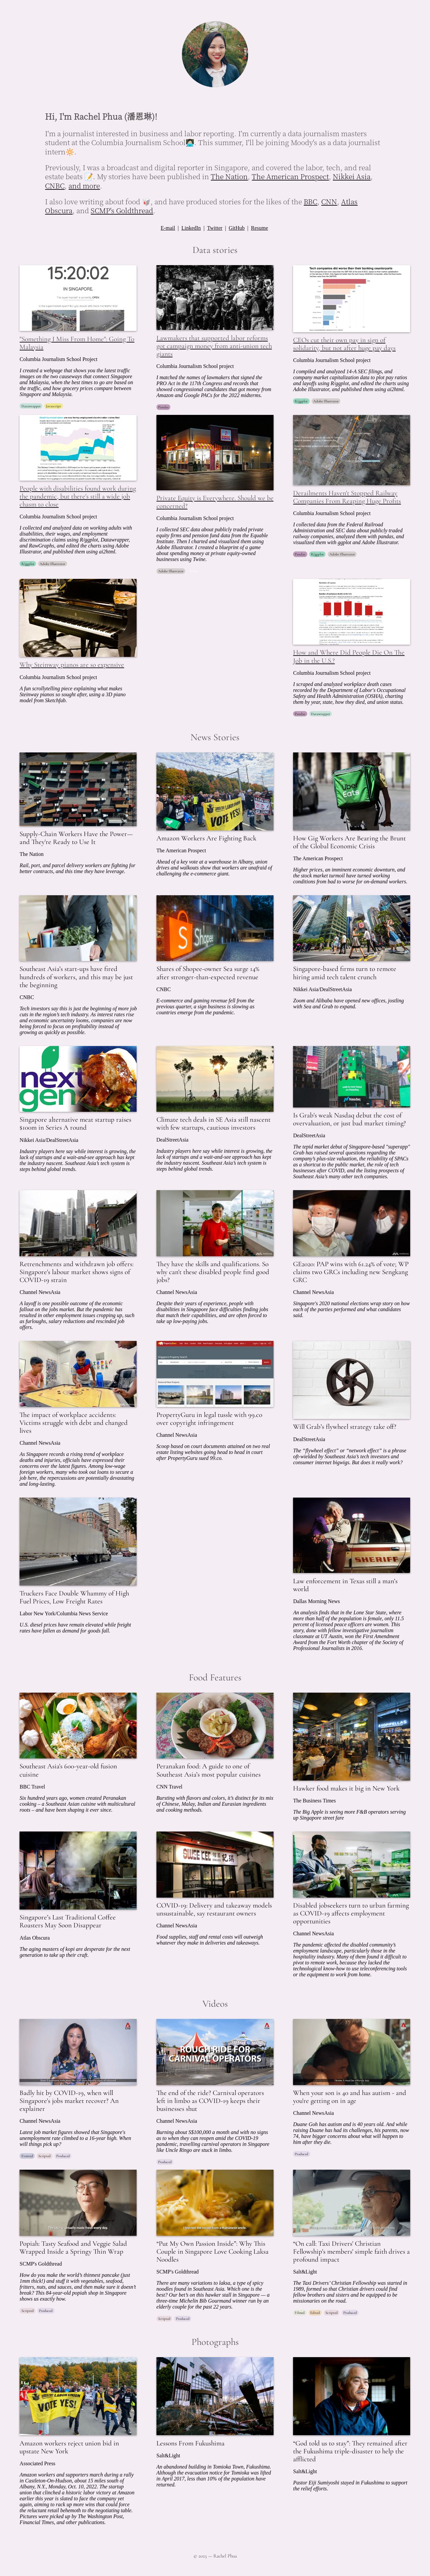 Hi, I'm Rachel Phua (潘恩琳)!
I'm a journalist interested in business and labor reporting. I'm currently a data journalism masters
student at the Columbia Journalism School👩🏻‍💻. This summer, I'll be joining Moody's as a data journalist
intern🔆.
Previously, I was a broadcast and digital reporter in Singapore, and covered the labor, tech, and real
estate beats 📝. My stories have been published in The Nation, The American Prospect, Nikkei Asia,
CNBC, and more.
I also love writing about food 🥡, and have produced stories for the likes of the BBC, CNN, Atlas
Obscura, and SCMP's Goldthread.
E-mail | LinkedIn | Twitter | GitHub | Resume
Data stories
15:20:02
IN SINGAPORE.
"Something I Miss From Home": Going To
Malaysia
Columbia Journalism School Project
I created a webpage that shows you the latest traffic
images on the two causeways that connect Singapore
and Malaysia, when the best times to go are based on
the traffic, and how grocery prices compare between
Singapore and Malaysia.
Lawmakers that supported labor reforms
got campaign money from anti-union tech
giants
Columbia Journalism School project
I matched the names of lawmakers that signed the
PRO Act in the 117th Congress and records that
showed congressional candidates that got money from
Amazon and Google PACs for the 2022 midterms.
CEOs cut their own pay in sign of
solidarity, but not after huge pay days
Columbia Journalism School project
I compiled and analyzed 14-A SEC filings, and
company market capitalization data to get pay ratios
and layoffs using R/ggplot, and edited the charts using
Adobe Illustrator, and published them using ai2html.
People with disabilities found work during
the pandemic, but there's still a wide job
chasm to close
Columbia Journalism School project
I collected and analyzed data on working adults with
disabilities, their wages, and employment
discrimination claims using R/ggplot, Datawrapper,
and RawGraphs. I edited the charts using Adobe
Illustrator, and published them using ai2html.
Private Equity is Everywhere. Should we be
concerned?
Columbia Journalism School project
I collected SEC data about publicly traded private
equity firms and pension fund data from the Equable
Institute. Then I charted and visualized them using
Adobe Illustrator. I created a blueprint of a game
about spending money at private equity-owned
businesses using Twine.
Derailments Haven't Stopped Railway
Companies From Reaping Huge Profits
Columbia Journalism School project
I collected data from the Federal Railroad
Administration and SEC data about publicly traded
railway companies, analyzed them with pandas, and
visualized them with ggplot and Adobe Illustrator.
Why Steinway pianos are so expensive
Columbia Journalism School project
A fun scrollytelling piece explaining what makes
Steinway pianos so sought after, using a 3D piano
model from Sketchfab.
How and Where Did People Die On The
Job in the U.S.?
Columbia Journalism School project
I scraped and analyzed workplace death cases
recorded by the Department of Labor's Occupational
Safety and Health Administration (OSHA), charting
them by year, state, how they died, and union status.
News Stories
Supply-Chain Workers Have the Power—
and They're Ready to Use It
The Nation
Rail, port, and parcel delivery workers are fighting for
better contracts, and this time they have leverage.
VOTE YES!
Amazon Workers Are Fighting Back
The American Prospect
Ahead of a key vote at a warehouse in Albany, union
drives and walkouts show that workers are unafraid of
challenging the e-commerce giant.
How Gig Workers Are Bearing the Brunt
of the Global Economic Crisis
The American Prospect
Higher prices, an imminent economic downturn, and
the stock market turmoil have turned working
conditions from bad to worse for on-demand workers.
Southeast Asia's start-ups have fired
hundreds of workers, and this may be just
the beginning
CNBC
Tech investors say this is just the beginning of more job
cuts in the region's tech industry. As interest rates rise
and economic uncertainty looms, companies are now
being forced to focus on profitability instead of
growing as quickly as possible.
Shopee
Shares of Shopee-owner Sea surge 14%
after stronger-than-expected revenue
CNBC
E-commerce and gaming revenue fell from the
previous quarter, a sign business is slowing as
countries emerge from the pandemic.
Singapore-based firms turn to remote
hiring amid tech talent crunch
Nikkei Asia/DealStreetAsia
Zoom and Alibaba have opened new offices, jostling
with Sea and Grab to expand.
next
gen
Singapore alternative meat startup raises
$100m in Series A round
Nikkei Asia/DealStreetAsia
Industry players here say while interest is growing, the
lack of startups and a wait-and-see approach has kept
the industry nascent. Southeast Asia's tech system is
steps behind global trends.
Climate tech deals in SE Asia still nascent
with few startups, cautious investors
DealStreetAsia
Industry players here say while interest is growing, the
lack of startups and a wait-and-see approach has kept
the industry nascent. Southeast Asia's tech system is
steps behind global trends.
Is Grab's weak Nasdaq debut the cost of
overvaluation, or just bad market timing?
DealStreetAsia
The tepid market debut of Singapore-based "superapp"
Grab has raised several questions regarding the
company's plus-size valuation, the reliability of SPACs
as a shortcut to the public market, the role of tech
businesses after COVID, and the listing prospects of
Southeast Asia's many other tech companies.
Retrenchments and withdrawn job offers:
Singapore's labour market shows signs of
COVID-19 strain
Channel NewsAsia
A layoff is one possible outcome of the economic
fallout on the job market. But the pandemic has
resulted in other employment issues cropping up, such
as furloughs, salary reductions and rescinded job
offers.
They have the skills and qualifications. So
why can't these disabled people find good
jobs?
Channel NewsAsia
Despite their years of experience, people with
disabilities in Singapore face difficulties finding jobs
that match their capabilities, and are often forced to
take up low-paying jobs.
GE2020: PAP wins with 61.24% of vote; WP
claims two GRCs including new Sengkang
GRC
Channel NewsAsia
Singapore's 2020 national elections wrap story on how
each of the parties performed and what candidates
said.
The impact of workplace accidents:
Victims struggle with debt and changed
lives
Channel NewsAsia
As Singapore records a rising trend of workplace
deaths and injuries, officials have expressed their
concerns over the latest figures. Among low-wage
foreign workers, many who took out loans to secure a
job here, the repercussions are potentially devastating
and long-lasting.
PropertyGuru in legal tussle with 99.co
over copyright infringement
Channel NewsAsia
Scoop based on court documents attained on two real
estate listing websites going head to head in court
after PropertyGuru sued 99.co.
Will Grab's flywheel strategy take off?
DealStreetAsia
The "flywheel effect" or "network effect" is a phrase
oft-wielded by Southeast Asia's tech investors and
consumer internet bigwigs. But does it really work?
Truckers Face Double Whammy of High
Fuel Prices, Low Freight Rates
Labor New York/Columbia News Service
U.S. diesel prices have remain elevated while freight
rates have fallen as demand for goods fall.
SHERIFF
Law enforcement in Texas still a man's
world
Dallas Morning News
An analysis finds that in the Lone Star State, where
more than half of the population is female, only 11.5
percent of licensed peace officers are women. This
story, done with fellow investigative journalism
classmate at UT Austin, won the First Amendment
Award from the Fort Worth chapter of the Society of
Professional Journalists in 2016.
Food Features
Southeast Asia's 600-year-old fusion
cuisine
BBC Travel
Six hundred years ago, women created Peranakan
cooking – a Southeast Asian cuisine with multicultural
roots – and have been shaping it ever since.
Peranakan food: A guide to one of
Southeast Asia's most popular cuisines
CNN Travel
Bursting with flavors and colors, it's distinct for its mix
of Chinese, Malay, Indian and Eurasian ingredients
and cooking methods.
Hawker food makes it big in New York
The Business Times
The Big Apple is seeing more F&B operators serving
up Singapore street fare
Singapore's Last Traditional Coffee
Roasters May Soon Disappear
Atlas Obscura
The aging masters of kopi are desperate for the next
generation to take up their craft.
COVID-19: Delivery and takeaway models
unsustainable, say restaurant owners
Channel NewsAsia
Food supplies, staff and rental costs will outweigh
whatever they make in deliveries and takeaways.
Disabled jobseekers turn to urban farming
as COVID-19 affects employment
opportunities
Channel NewsAsia
The pandemic affected the disabled community's
employment landscape, particularly those in the
hospitality industry. Many of them found it difficult to
pivot to remote work, because they lacked the
technological know-how to use teleconferencing tools
or the equipment to work from home.
Videos
Badly hit by COVID-19, when will
Singapore's jobs market recover? An
explainer
Channel NewsAsia
Latest job market figures showed that Singapore's
unemployment rate climbed to a 16-year high. When
will things pick up?
ROUGH RIDE FOR
CARNIVAL OPERATORS
The end of the ride? Carnival operators
left in limbo as COVID-19 keeps their
businesses shut
Channel NewsAsia
Burning about S$100,000 a month and with no signs
as to when they can reopen amid the COVID-19
pandemic, travelling carnival operators in Singapore
like Uncle Ringo are stuck in limbo.
When your son is 40 and has autism - and
you're getting on in age
Channel NewsAsia
Duane Goh has autism and is 40 years old. And while
raising Duane has had its challenges, his parents, now
74, have bigger concerns about what will happen to
him after they die.
Popiah: Tasty Seafood and Veggie Salad
Wrapped Inside a Springy Thin Wrap
SCMP's Goldthread
How do you make the world's thinnest pancake (just
1mm thick!) and stuff it with vegetables, seafood,
fritters, nuts, and sauces, and then make sure it doesn't
break? This 84-year-old popiah shop in Singapore
shows us exactly how.
"Put My Own Passion Inside": Why This
Couple in Singapore Love Cooking Laksa
Noodles
SCMP's Goldthread
There are many variations to laksa, a type of spicy
noodles found in Southeast Asia. Which one is the
best? Our bet's on this hawker stall in Singapore — a
three-time Michelin Bib Gourmand winner run by an
elderly couple for the past 22 years.
"On call: Taxi Drivers' Christian
Fellowship's members' simple faith drives a
profound impact
Salt&Light
The Taxi Drivers' Christian Fellowship was started in
1989, formed so that Christian drivers could find
fellow brothers and sisters and be equipped to be
missionaries on the road.
Photographs
VOTE YES!
Amazon workers reject union bid in
upstate New York
Associated Press
Amazon workers and supporters march during a rally
in Castleton-On-Hudson, about 15 miles south of
Albany, N.Y., Monday, Oct. 10, 2022. The startup
union that clinched a historic labor victory at Amazon
earlier this year is slated to face the company yet
again, aiming to rack up more wins that could force
the reluctant retail behemoth to the negotiating table.
Pictures were picked up by The Washington Post,
Financial Times, and other publications.
Lessons From Fukushima
Salt&Light
An abandoned building in Tomioka Town, Fukushima.
Although the evacuation notice for Tomioka was lifted
in April 2017, less than 10% of the population have
returned.
"God told us to stay": They remained after
the Fukushima triple-disaster to help the
afflicted
Salt&Light
Pastor Eiji Sumiyoshi stayed in Fukushima to support
the relief efforts.
© 2023 — Rachel Phua